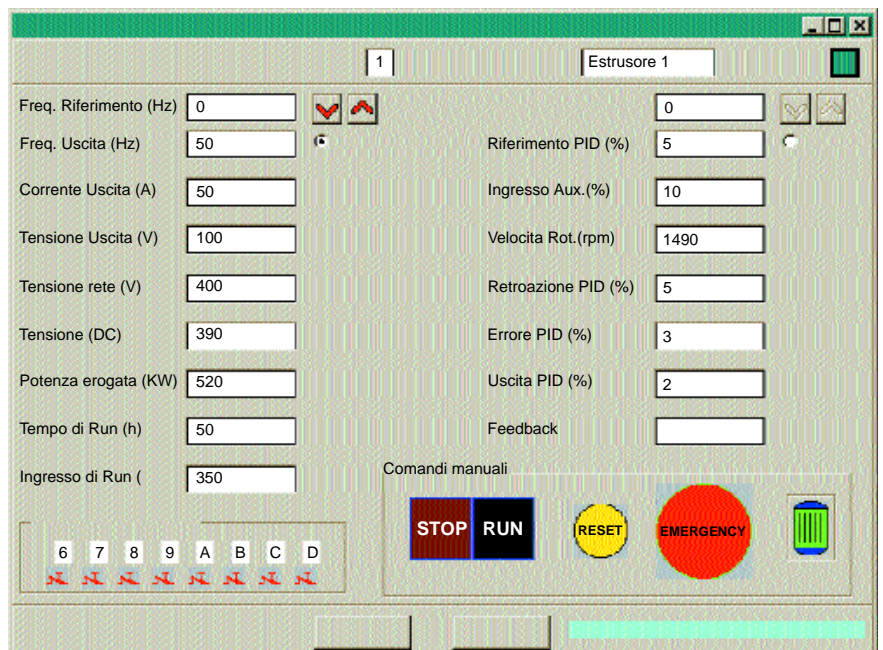 1 Estrusore 1
Freq. Riferimento (Hz) 0 0
Freq. Uscita (Hz) 50 Riferimento PID (%) 5
Corrente Uscita (A) 50 Ingresso Aux.(%) 10
Tensione Uscita (V) 100 Velocita Rot.(rpm) 1490
Tensione rete (V) 400 Retroazione PID (%) 5
Tensione (DC) 390 Errore PID (%) 3
Potenza erogata (KW) 520 Uscita PID (%) 2
Tempo di Run (h) 50 Feedback
Ingresso di Run ( 350
Comandi manuali
STOP RUN RESET EMERGENCY
6 7 8 9 A B C D